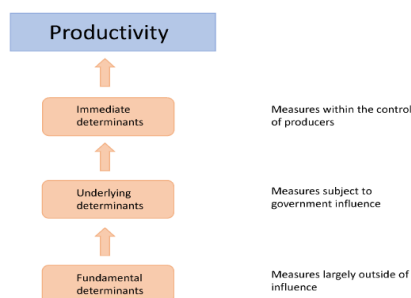 Productivity
Immediate
determinants
Measures within the control
of producers
Underlying
determinants
Measures subject to
government influence
Fundamental
determinants
Measures largely outside of
influence